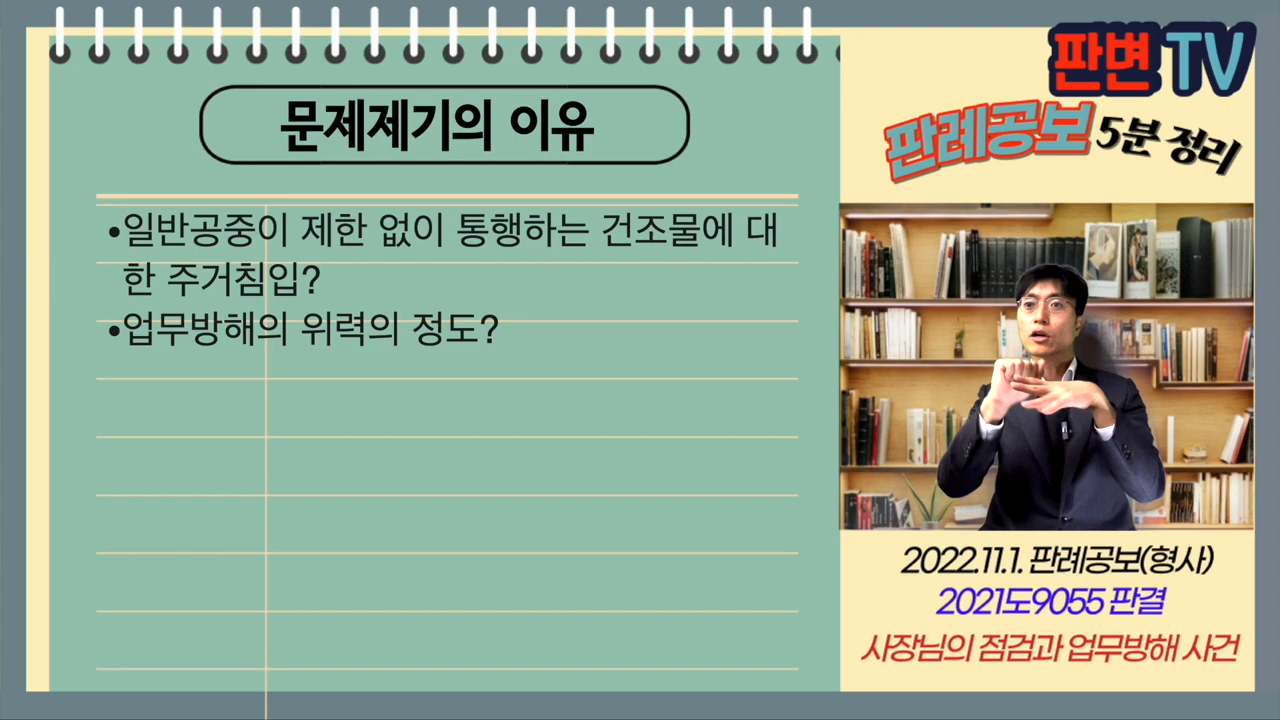 문제제기의 이유
•일반공중이 제한 없이 통행하는 건조물에 대
한 주거침입?
•업무방해의 위력의 정도?
판변 TV
판례공보 5분 정리
2022.11.1. 판례공보(형사)
2021도9055 판결
사장님의 점검과 업무방해 사건